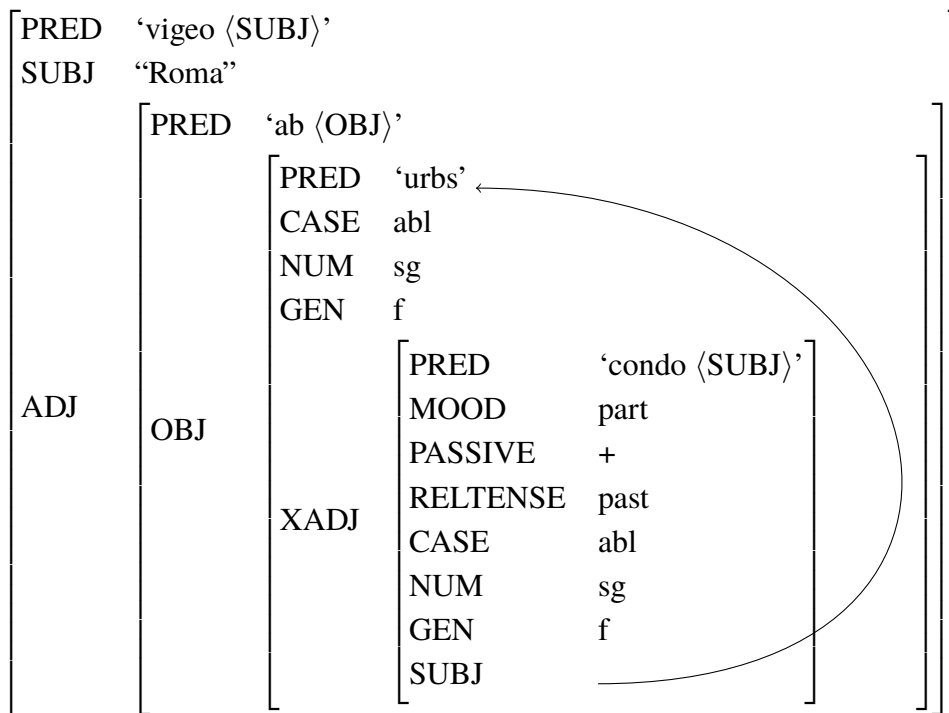 PRED ‘vigeo ⟨SUBJ⟩’
SUBJ “Roma”
PRED ‘ab ⟨OBJ⟩’
PRED ‘urbs’
CASE abl
NUM sg
GEN f
PRED ‘condo ⟨SUBJ⟩’
ADJ MOOD part
OBJ PASSIVE +
RELTENSE past
XADJ
CASE abl
NUM sg
GEN f
SUBJ